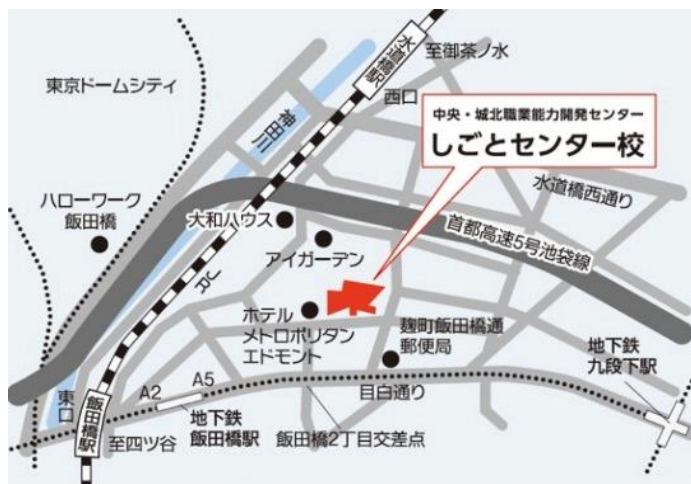 水道橋駅
至御茶ノ水
東京ドームシティ
西口
神田川
中央・城北職業能力開発センター
しごとセンター校
水道橋西通り
ハローワーク
飯田橋
大和ハウス
首都高速5号池袋線
アイガーデン
JR
ホテル
メトロポリタン
エドモント
麹町飯田橋通
郵便局
地下鉄
九段下駅
東口
A2
A5
目白通り
飯田橋駅
地下鉄
飯田橋駅
至四ツ谷
飯田橋2丁目交差点